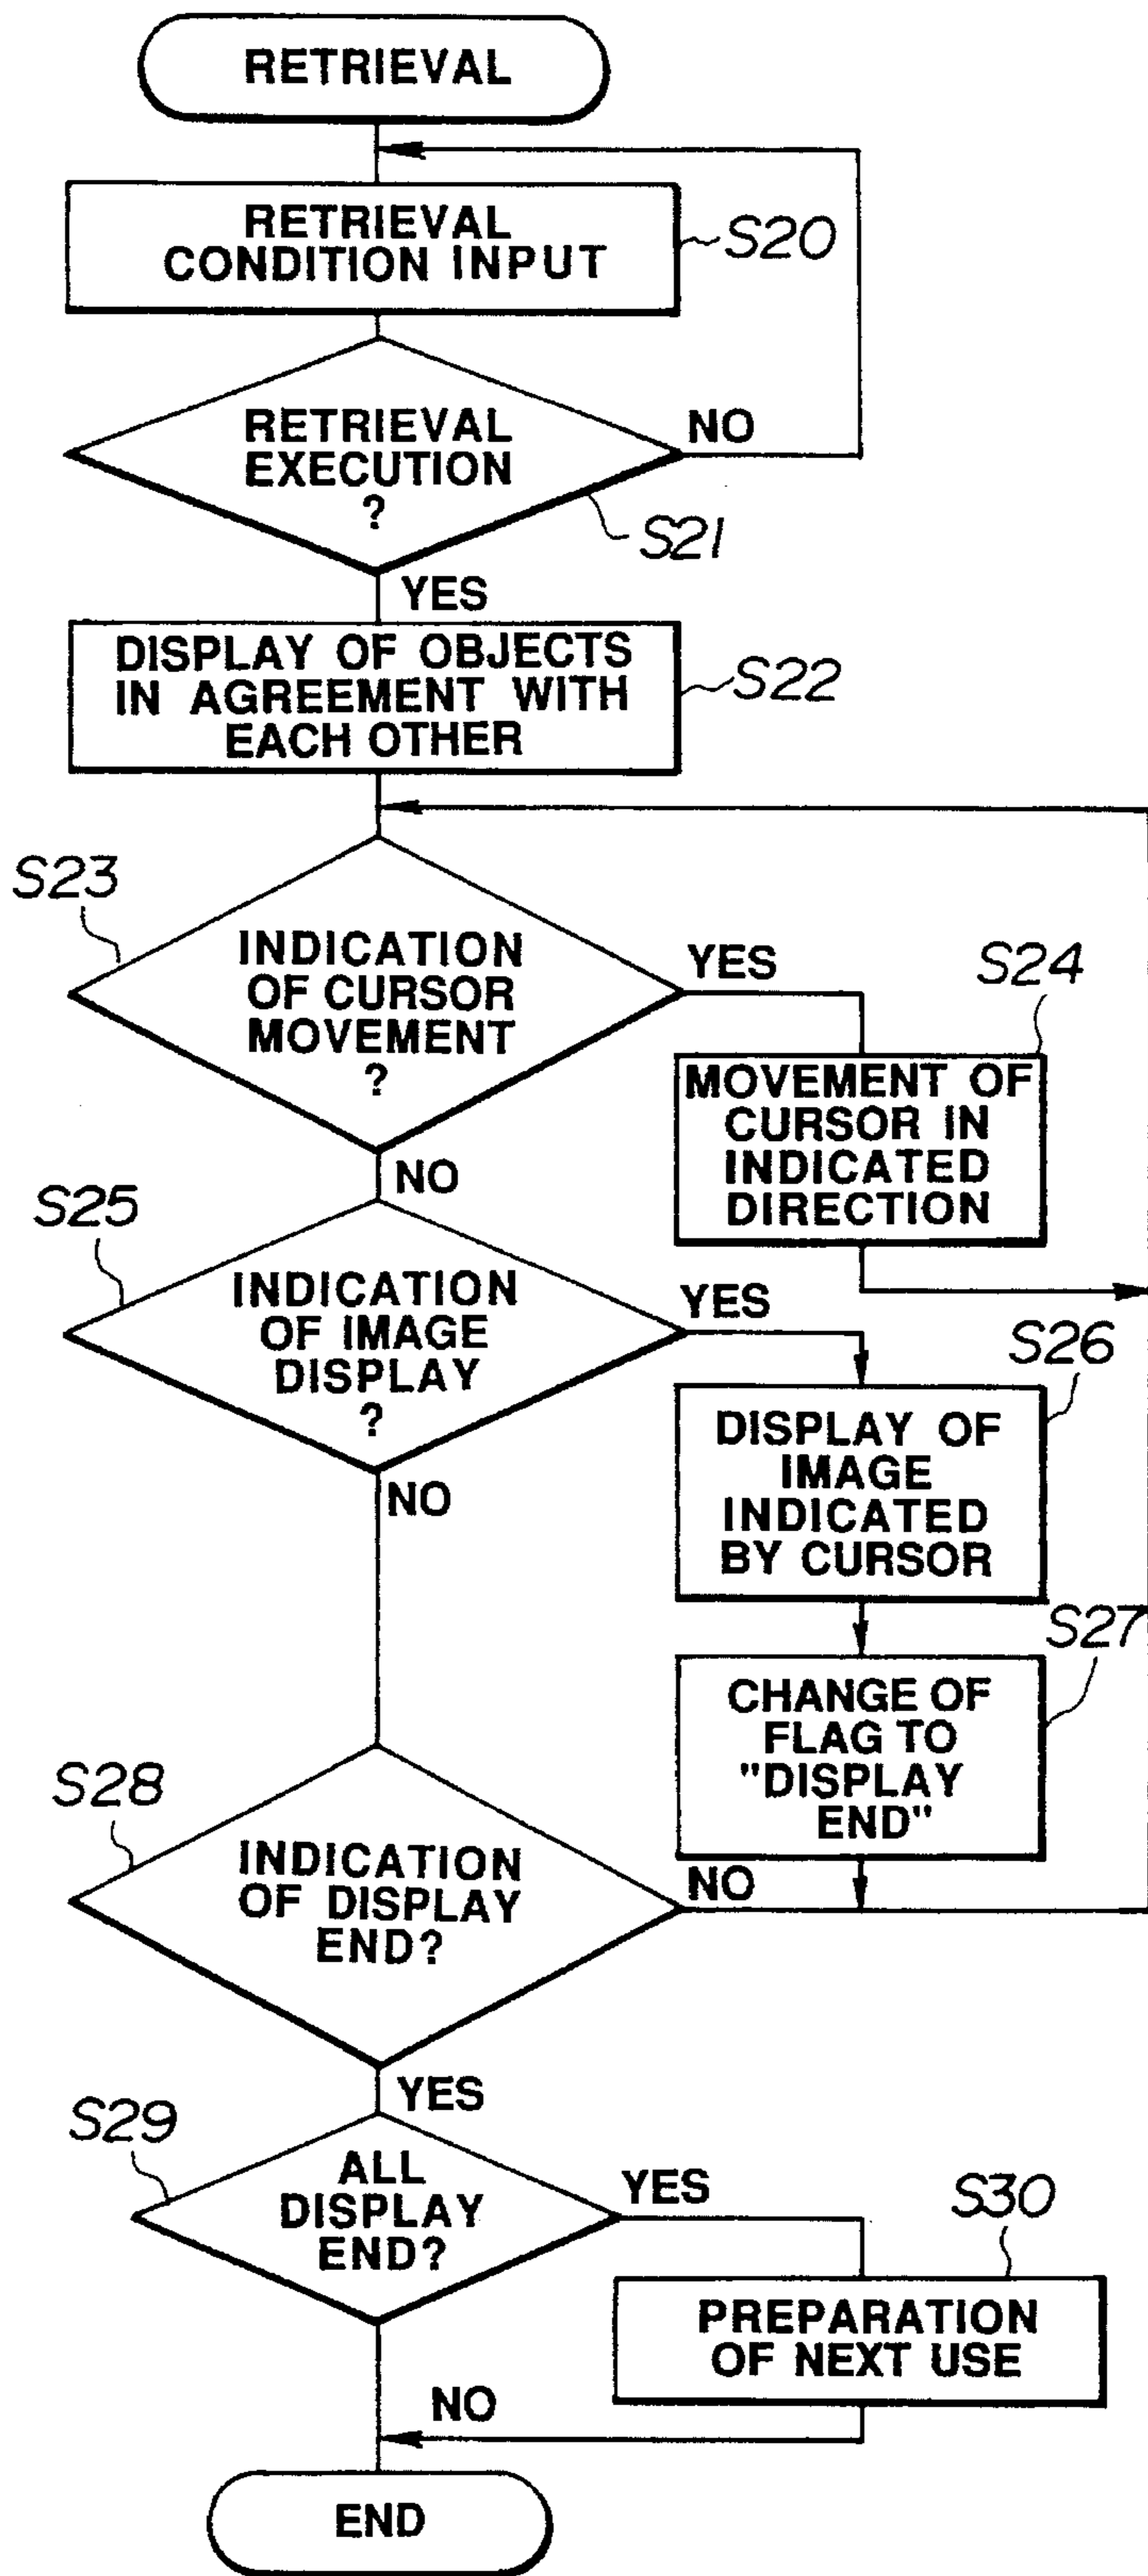 RETRIEVAL
RETRIEVAL
CONDITION INPUT
S20
RETRIEVAL
EXECUTION
?
NO
S21
YES
DISPLAY OF OBJECTS
IN AGREEMENT WITH
EACH OTHER
S22
S23
INDICATION
OF CURSOR
MOVEMENT
?
YES
S24
MOVEMENT OF
CURSOR IN
INDICATED
DIRECTION
NO
S25
INDICATION
OF IMAGE
DISPLAY
?
YES
S26
DISPLAY OF
IMAGE
INDICATED
BY CURSOR
NO
S27
CHANGE OF
FLAG TO
"DISPLAY
END"
S28
INDICATION
OF DISPLAY
END?
NO
YES
S29
ALL
DISPLAY
END?
YES
S30
PREPARATION
OF NEXT USE
NO
END